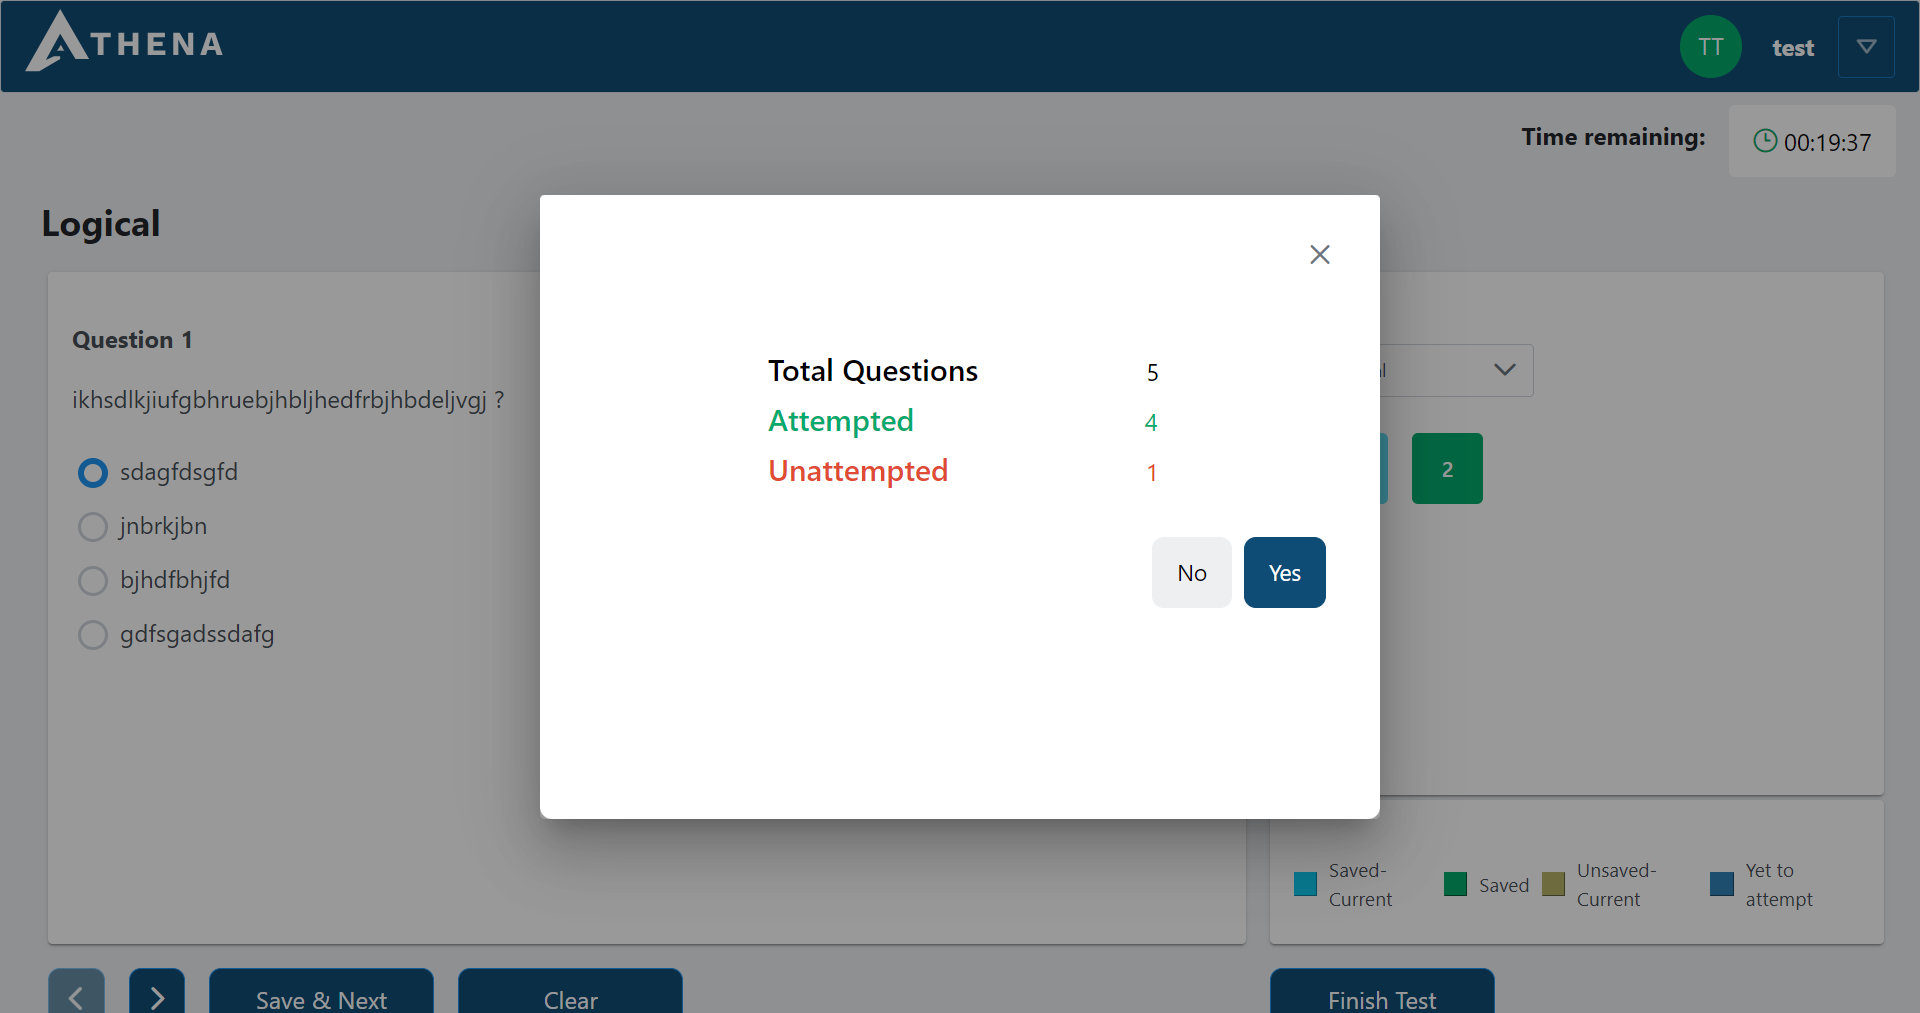 ATHENA
TT
test
Time remaining:
00:19:37
Logical
Question 1
ikhsdlkjiufgbhruebjhbljhedfrbjhbdeljvgj ?
sdagfdsgfd
jnbrkjbn
bjhdfbhjfd
gdfsgadssdafg
Total Questions 5
Attempted 4
Unattempted 1
No Yes
2
Saved-
Current
Saved
Unsaved-
Current
Yet to
attempt
Save & Next
Clear
Finish Test